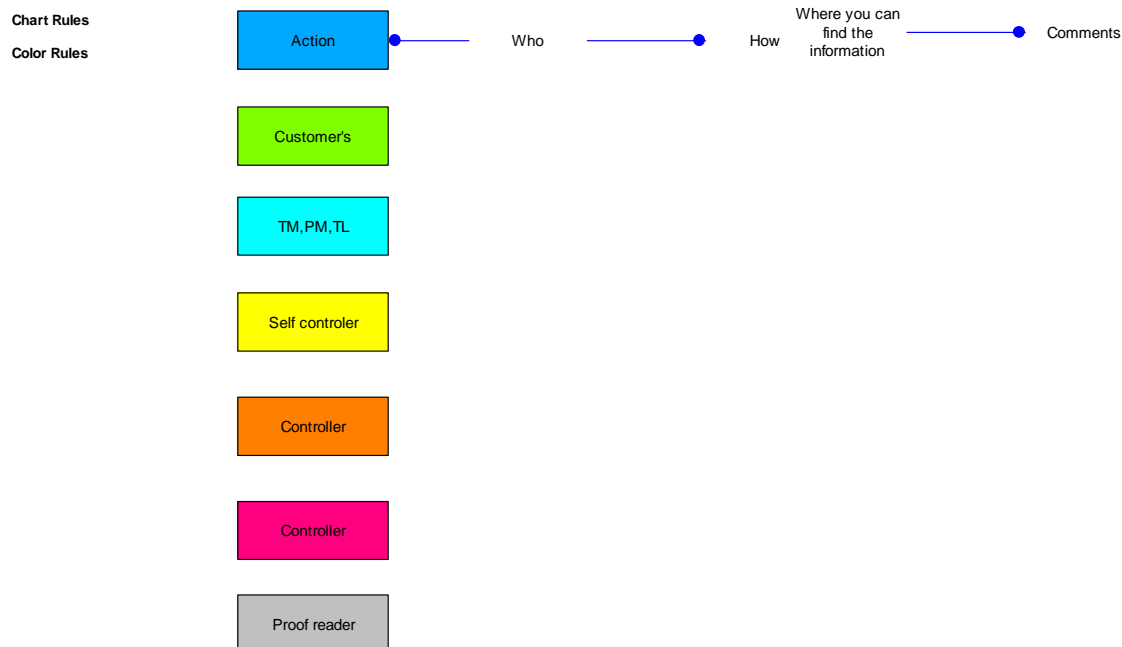 Chart Rules
Color Rules
Action
Who
How
Where you can
find the
information
Comments
Customer's
TM,PM,TL
Self controler
Controller
Controller
Proof reader